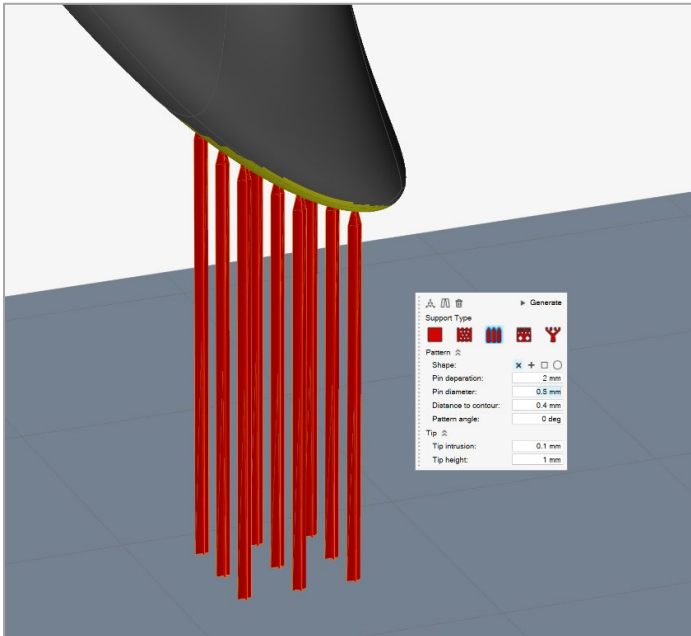 Generate
Support Type
Pattern
Shape:
Pin deparation: 2 mm
Pin diameter: 0.5 mm
Distance to contour: 0.4 mm
Pattern angle: 0 deg
Tip
Tip intrusion: 0.1 mm
Tip height: 1 mm